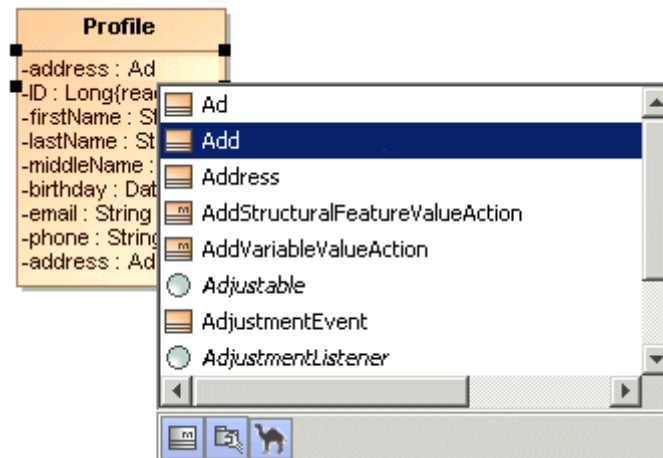 Profile
-address : Ad
-ID : Long{rea
-firstName : St
-lastName : St
-middleName :
-birthday : Dat
-email : String
-phone : String
-address : Ad
Ad
Add
Address
AddStructuralFeatureValueAction
AddVariableValueAction
Adjustable
AdjustmentEvent
AdjustmentListener